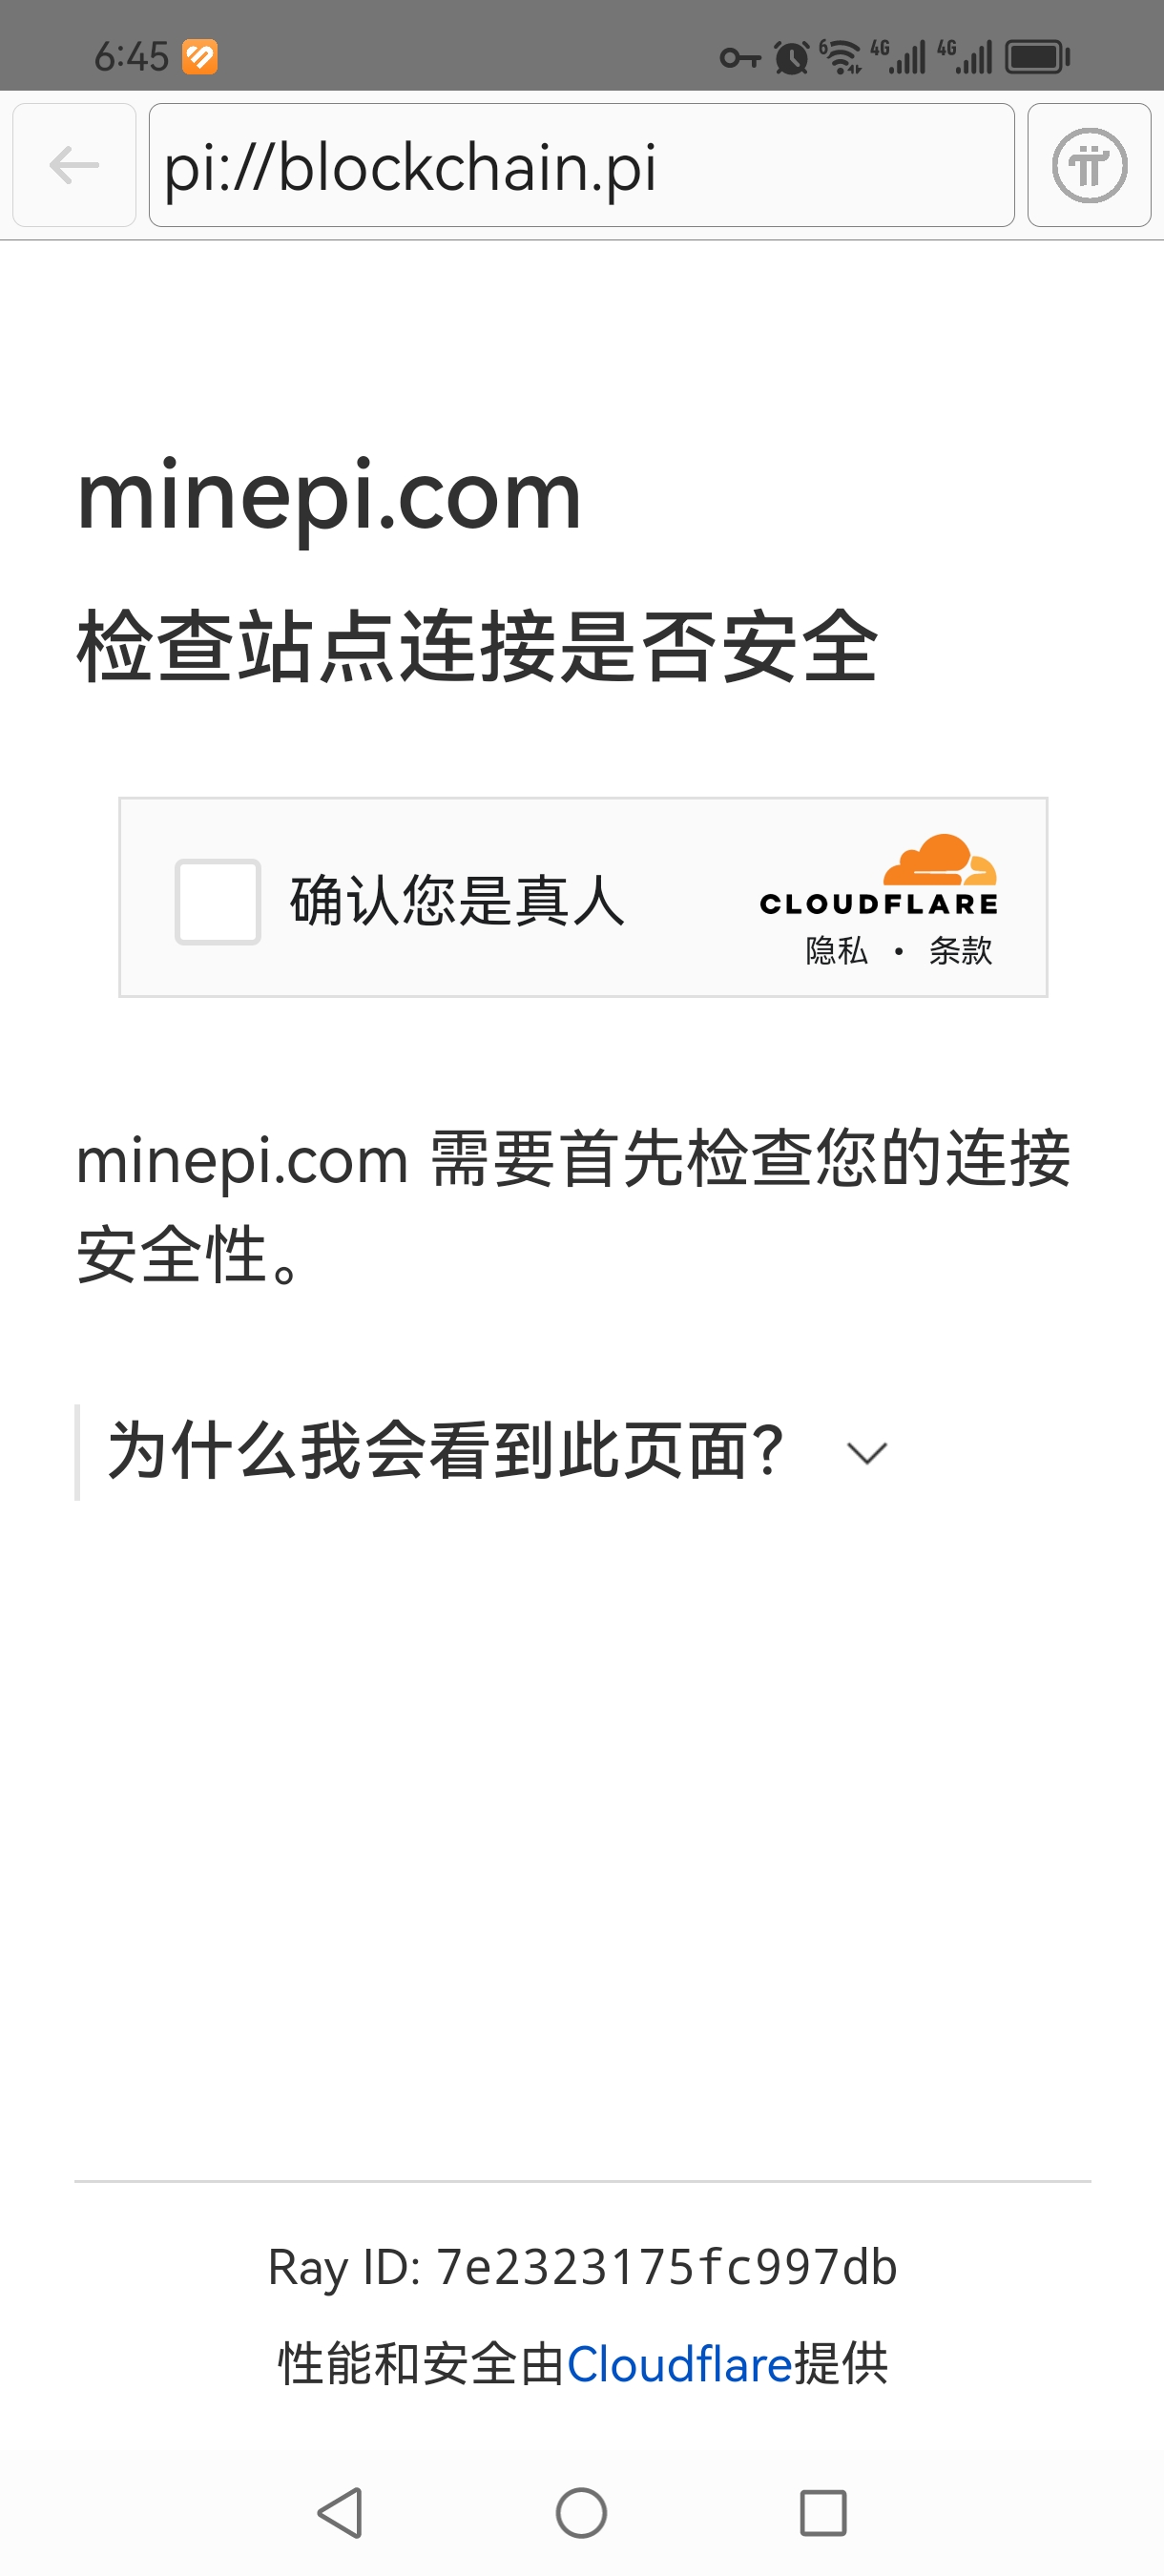 6:45
6 4G 4G
pi://blockchain.pi
minepi.com
检查站点连接是否安全
确认您是真人
CLOUDFLARE
隐私 • 条款
minepi.com 需要首先检查您的连接
安全性。
为什么我会看到此页面?
Ray ID: 7e2323175fc997db
性能和安全由Cloudflare提供